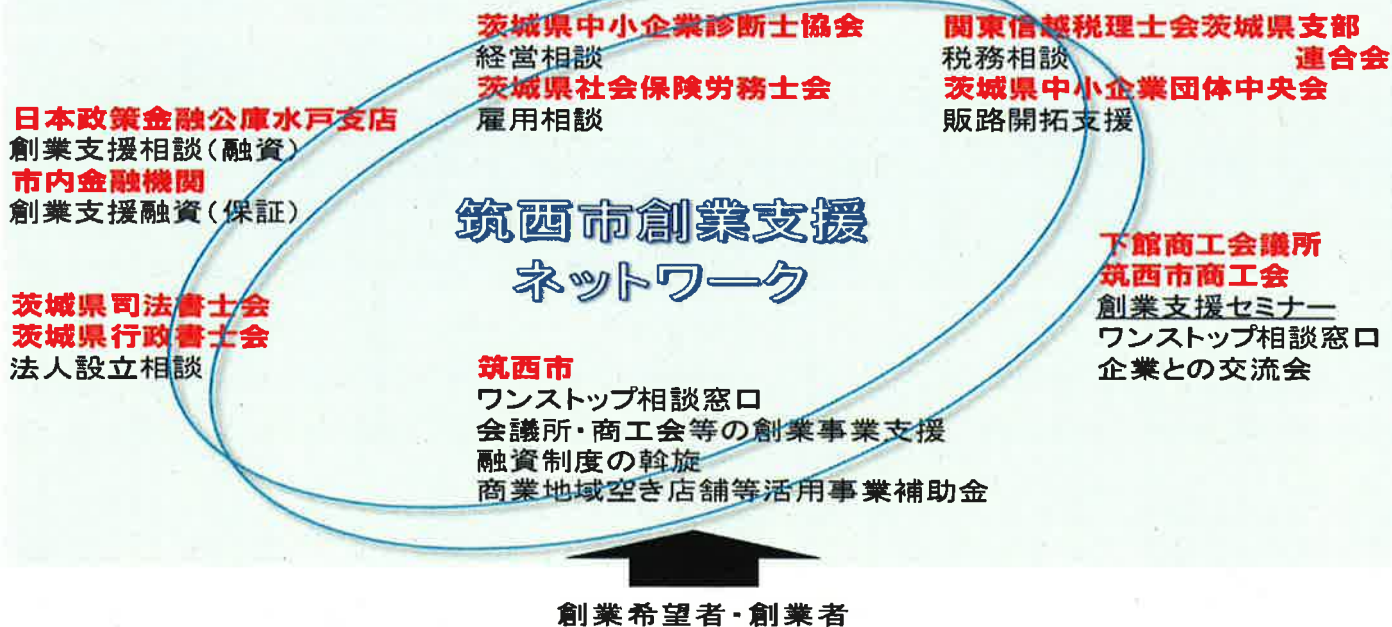 茨城県中小企業診断士協会
経営相談
茨城県社会保険労務士会
雇用相談
関東信越税理士会茨城県支部
税務相談 連合会
茨城県中小企業団体中央会
販路開拓支援
日本政策金融公庫水戸支店
創業支援相談(融資)
市内金融機関
創業支援融資(保証)
筑西市創業支援
ネットワーク
下館商工会議所
筑西市商工会
創業支援セミナー
ワンストップ相談窓口
企業との交流会
茨城県司法書士会
茨城県行政書士会
法人設立相談
筑西市
ワンストップ相談窓口
会議所・商工会等の創業事業支援
融資制度の斡旋
商業地域空き店舗等活用事業補助金
創業希望者・創業者